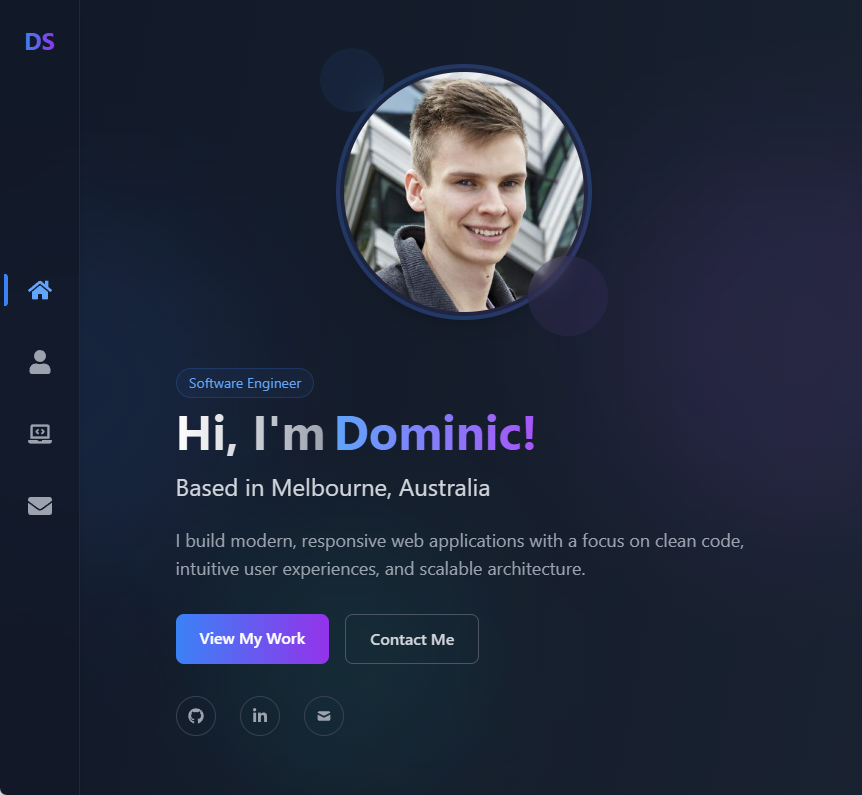 DS
Software Engineer
Hi, I'm Dominic!
Based in Melbourne, Australia
I build modern, responsive web applications with a focus on clean code,
intuitive user experiences, and scalable architecture.
View My Work
Contact Me
in